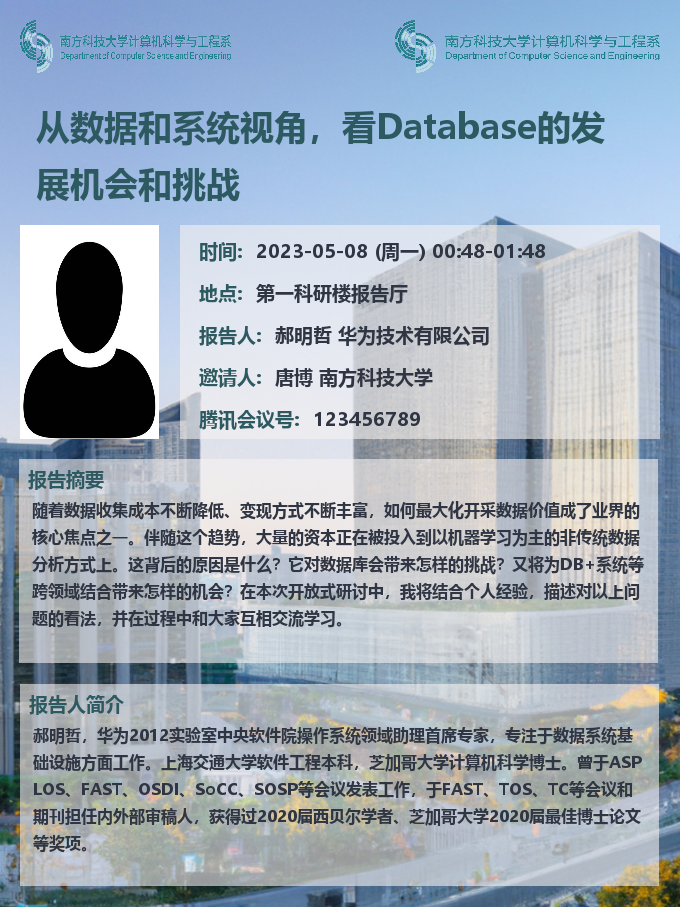 南方科技大学计算机科学与工程系
Department of Computer Science and Engineering
南方科技大学计算机科学与工程系
Department of Computer Science and Engineering
从数据和系统视角，看Database的发
展机会和挑战
时间: 2023-05-08 (周一) 00:48-01:48
地点: 第一科研楼报告厅
报告人: 郝明哲 华为技术有限公司
邀请人: 唐博 南方科技大学
腾讯会议号: 123456789
报告摘要
随着数据收集成本不断降低、变现方式不断丰富，如何最大化开采数据价值成了业界的
核心焦点之一。伴随这个趋势，大量的资本正在被投入到以机器学习为主的非传统数据
分析方式上。这背后的原因是什么？它对数据库会带来怎样的挑战？又将为DB+系统等
跨领域结合带来怎样的机会？在本次开放式研讨中，我将结合个人经验，描述对以上问
题的看法，并在过程中和大家互相交流学习。
报告人简介
郝明哲，华为2012实验室中央软件院操作系统领域助理首席专家，专注于数据系统基
础设施方面工作。上海交通大学软件工程本科，芝加哥大学计算机科学博士。曾于ASP
LOS、FAST、OSDI、SoCC、SOSP等会议发表工作，于FAST、TOS、TC等会议和
期刊担任内外部审稿人，获得过2020届西贝尔学者、芝加哥大学2020届最佳博士论文
等奖项。